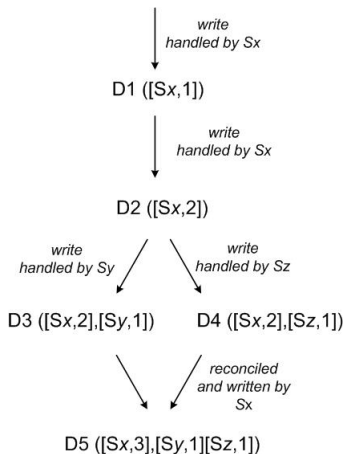 write
handled by Sx
D1 ([Sx,1])
write
handled by Sx
D2 ([Sx,2])
write
handled by Sy
write
handled by Sz
D3 ([Sx,2],[Sy,1])
D4 ([Sx,2],[Sz,1])
reconciled
and written by
Sx
D5 ([Sx,3],[Sy,1][Sz,1])